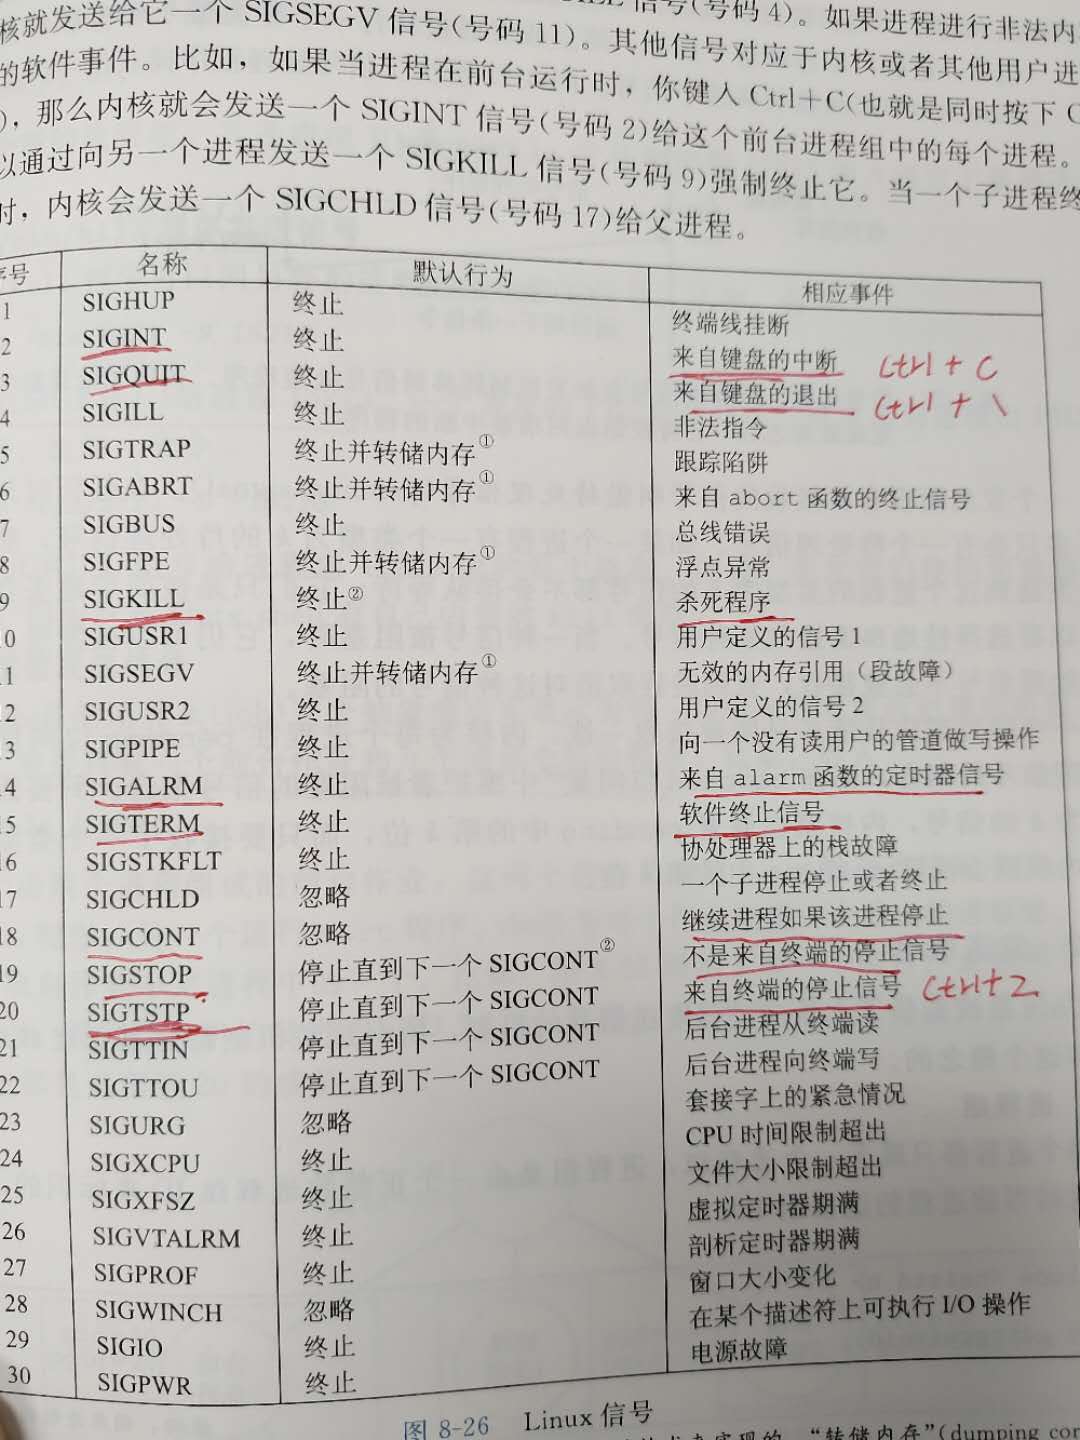 核就发送给它一个 SIGSEGV 信号(号码 11)。其他信号对应于内核或者其他用户进
信号(号码 4)。如果进程进行非法内
的软件事件。比如，如果当进程在前台运行时，你键入 Ctrl+C(也就是同时按下 C
)，那么内核就会发送一个 SIGINT 信号(号码 2)给这个前台进程组中的每个进程。
以通过向另一个进程发送一个 SIGKILL 信号(号码 9)强制终止它。当一个子进程终
时，内核会发送一个 SIGCHLD 信号(号码 17)给父进程。
序号 名称 默认行为 相应事件
1 SIGHUP 终止 终端线挂断
2 SIGINT 终止 来自键盘的中断 Ctrl + C
3 SIGQUIT 终止 来自键盘的退出 Ctrl + \
4 SIGILL 终止 非法指令
5 SIGTRAP 终止并转储内存① 跟踪陷阱
6 SIGABRT 终止并转储内存① 来自 abort 函数的终止信号
7 SIGBUS 终止 总线错误
8 SIGFPE 终止并转储内存① 浮点异常
9 SIGKILL 终止② 杀死程序
10 SIGUSR1 终止 用户定义的信号 1
11 SIGSEGV 终止并转储内存① 无效的内存引用（段故障）
12 SIGUSR2 终止 用户定义的信号 2
13 SIGPIPE 终止 向一个没有读用户的管道做写操作
14 SIGALRM 终止 来自 alarm 函数的定时器信号
15 SIGTERM 终止 软件终止信号
16 SIGSTKFLT 终止 协处理器上的栈故障
17 SIGCHLD 忽略 一个子进程停止或者终止
18 SIGCONT 忽略 继续进程如果该进程停止
19 SIGSTOP 停止直到下一个 SIGCONT② 不是来自终端的停止信号
20 SIGTSTP 停止直到下一个 SIGCONT 来自终端的停止信号 Ctrl+Z
21 SIGTTIN 停止直到下一个 SIGCONT 后台进程从终端读
22 SIGTTOU 停止直到下一个 SIGCONT 后台进程向终端写
23 SIGURG 忽略 套接字上的紧急情况
24 SIGXCPU 终止 CPU 时间限制超出
25 SIGXFSZ 终止 文件大小限制超出
26 SIGVTALRM 终止 虚拟定时器期满
27 SIGPROF 终止 剖析定时器期满
28 SIGWINCH 忽略 窗口大小变化
29 SIGIO 终止 在某个描述符上可执行 I/O 操作
30 SIGPWR 终止 电源故障
图 8-26 Linux 信号
实现的，“转储内存”(dumping cor